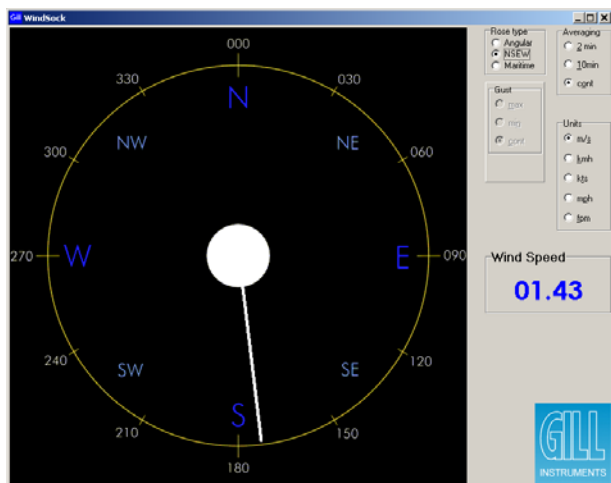 Gill WindSock
000
330
030
N
NW
NE
300
060
270
W
E
090
240
120
SW
SE
S
210
150
180
Rose type
Angular
NSEW
Maritime
Averaging
2 min
10min
cont
Gust
max
min
cont
Units
m/s
kmh
kts
mph
fpm
Wind Speed
01.43
GILL
INSTRUMENTS